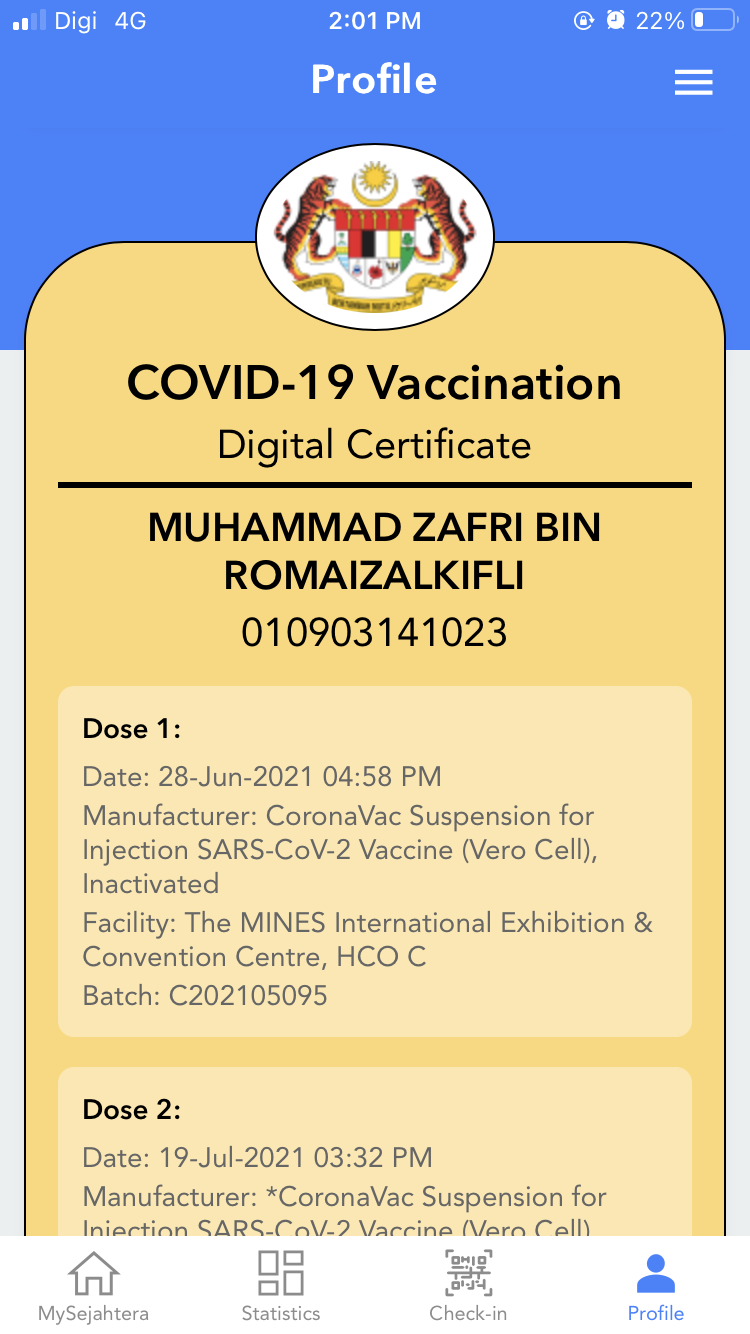 Digi 4G 2:01 PM 22%
Profile
COVID-19 Vaccination
Digital Certificate
MUHAMMAD ZAFRI BIN
ROMAIZALKIFLI
010903141023
Dose 1:
Date: 28-Jun-2021 04:58 PM
Manufacturer: CoronaVac Suspension for
Injection SARS-CoV-2 Vaccine (Vero Cell),
Inactivated
Facility: The MINES International Exhibition &
Convention Centre, HCO C
Batch: C202105095
Dose 2:
Date: 19-Jul-2021 03:32 PM
Manufacturer: *CoronaVac Suspension for
Injection SARS-CoV-2 Vaccine (Vero Cell)
MySejahtera Statistics Check-in Profile